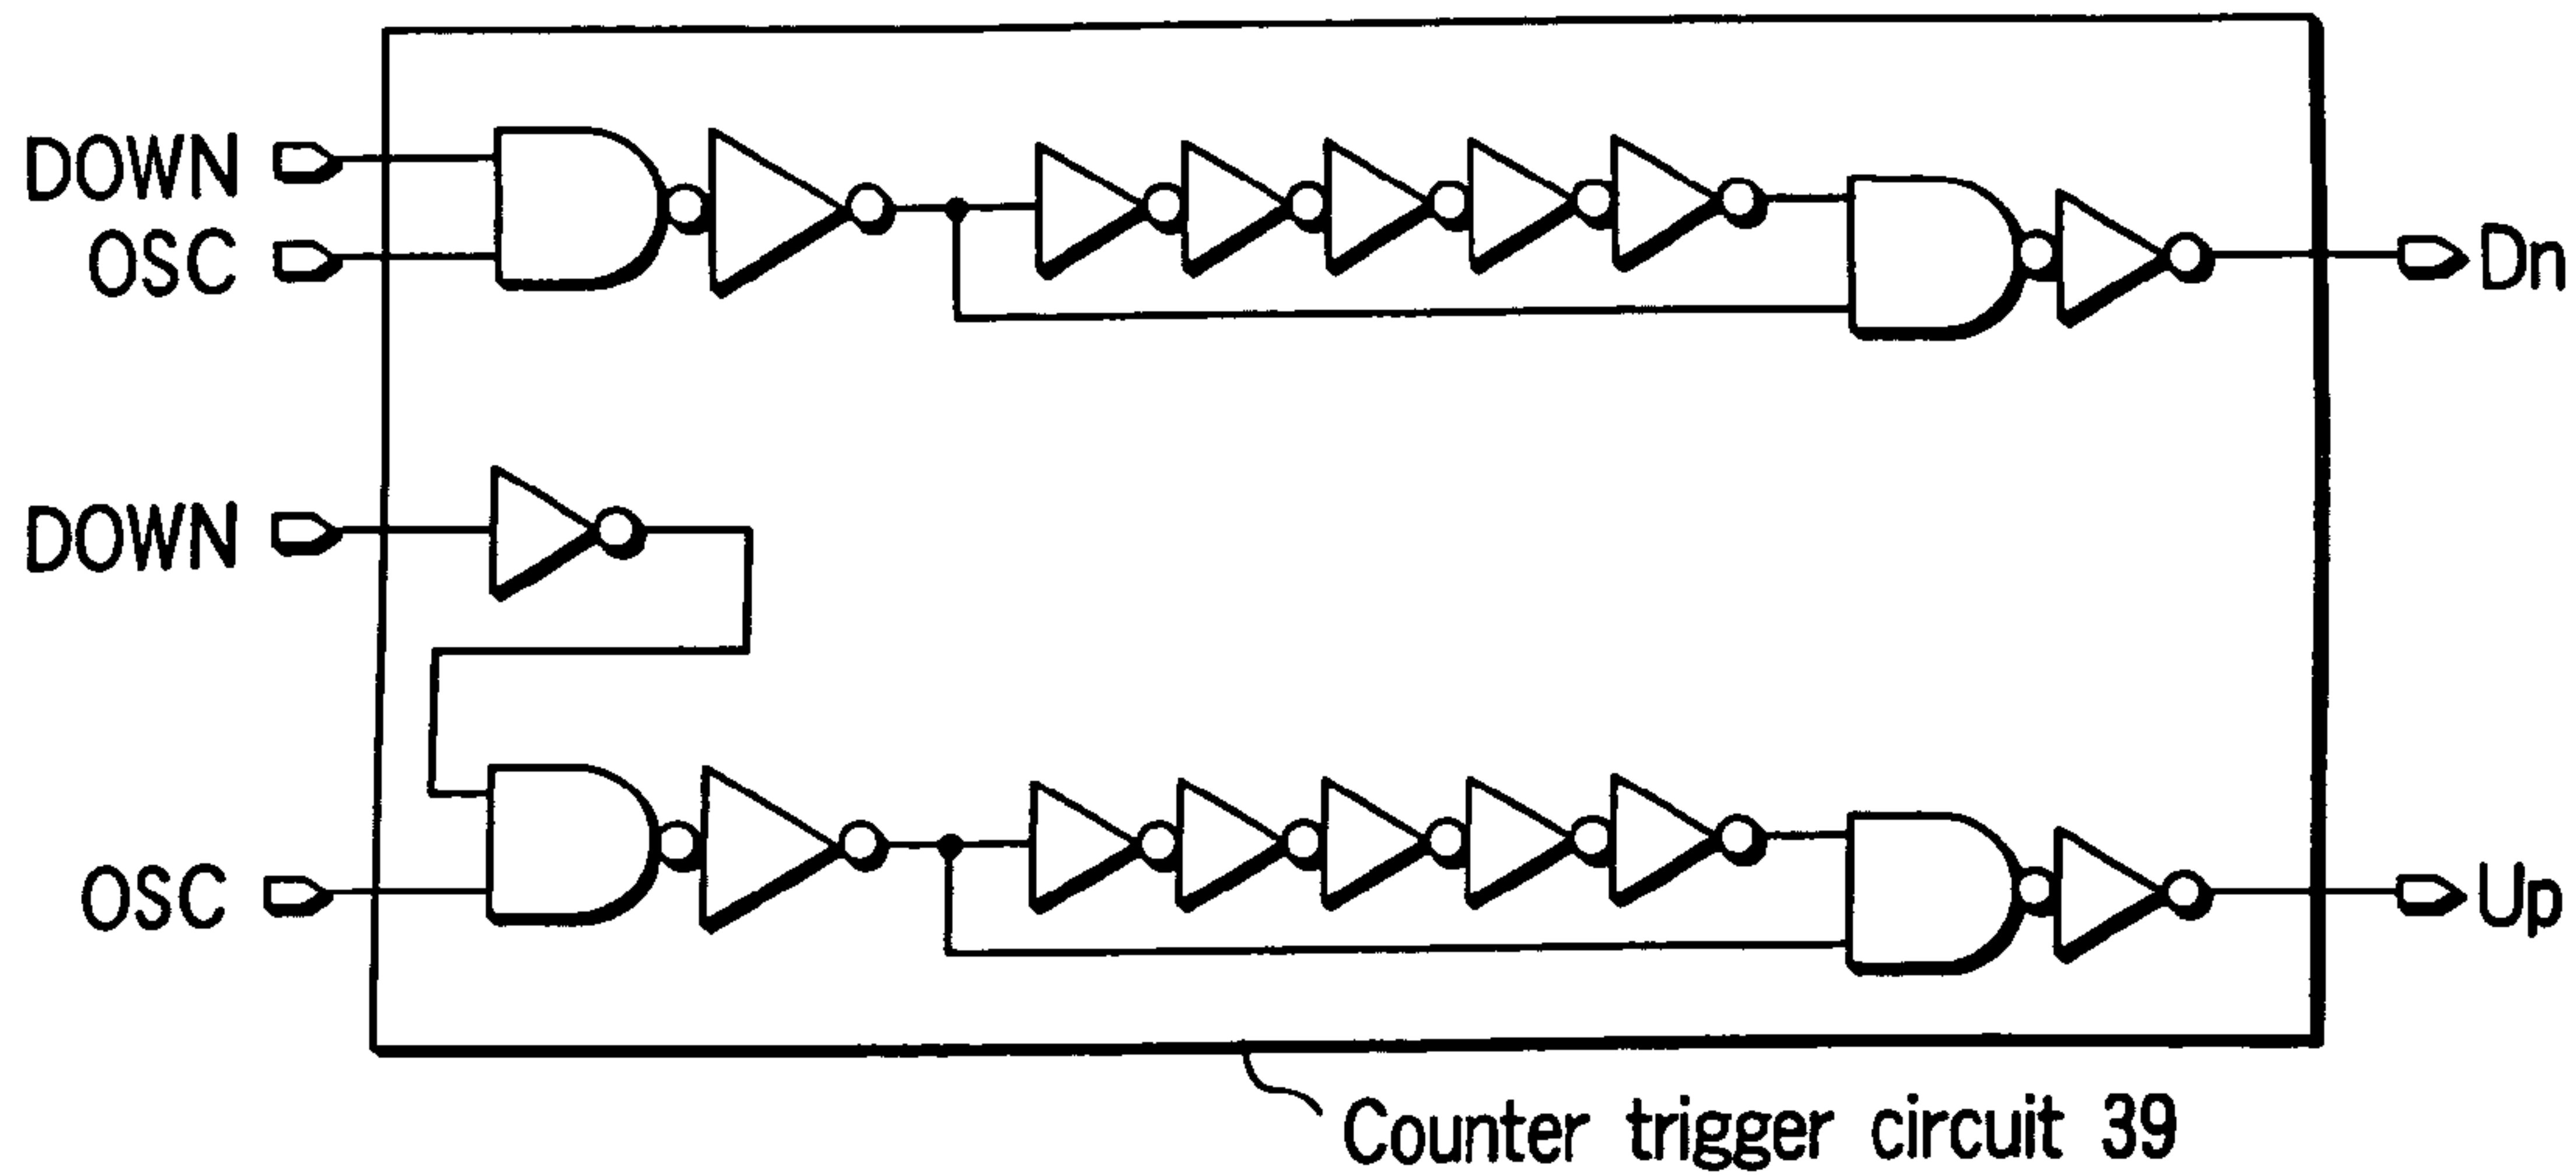 DOWN
OSC
Dn
DOWN
OSC
Up
Counter trigger circuit 39